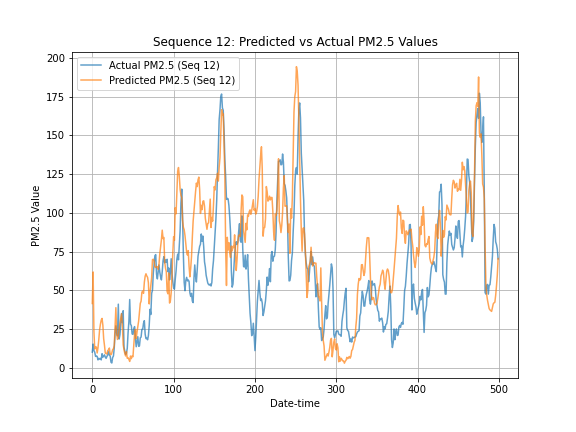 Sequence 12: Predicted vs Actual PM2.5 Values
Actual PM2.5 (Seq 12)
Predicted PM2.5 (Seq 12)
200
175
150
125
100
75
50
25
0
PM2.5 Value
0 100 200 300 400 500
Date-time